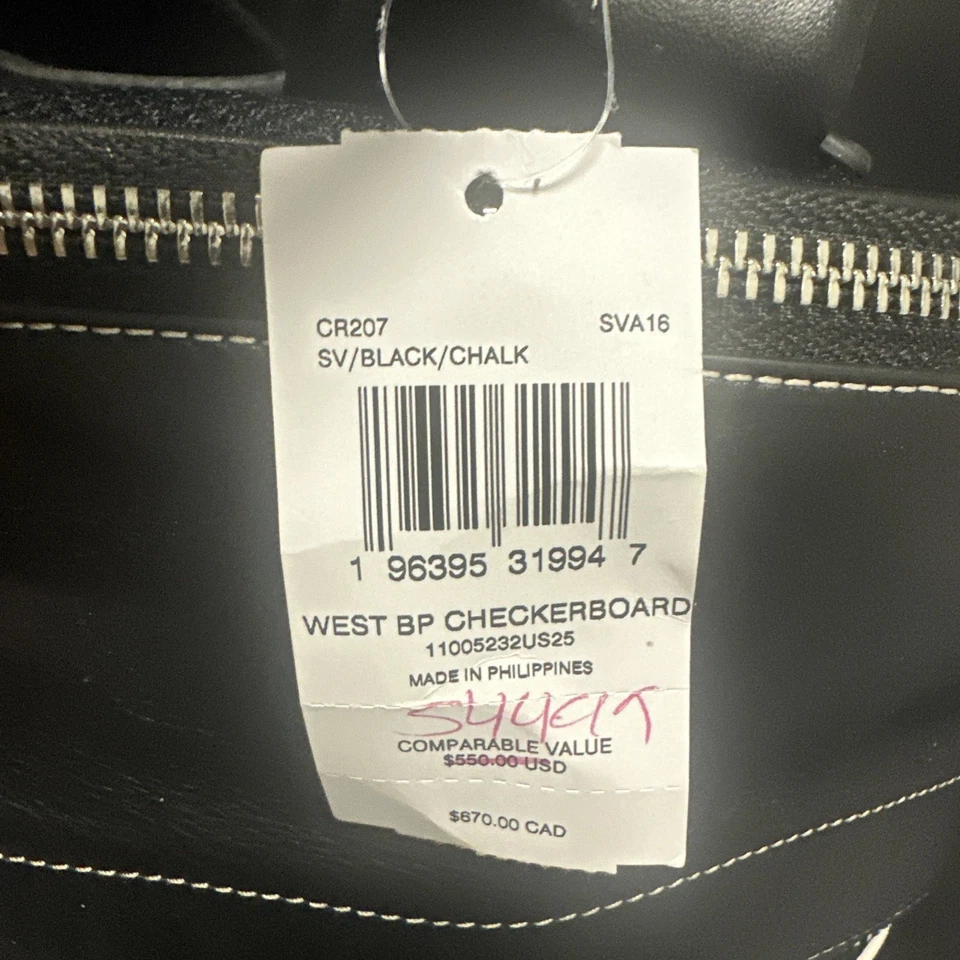 CR207 SVA16
SV/BLACK/CHALK
1 96395 31994 7
WEST BP CHECKERBOARD
11005232US25
MADE IN PHILIPPINES
COMPARABLE VALUE
$550.00 USD
$670.00 CAD